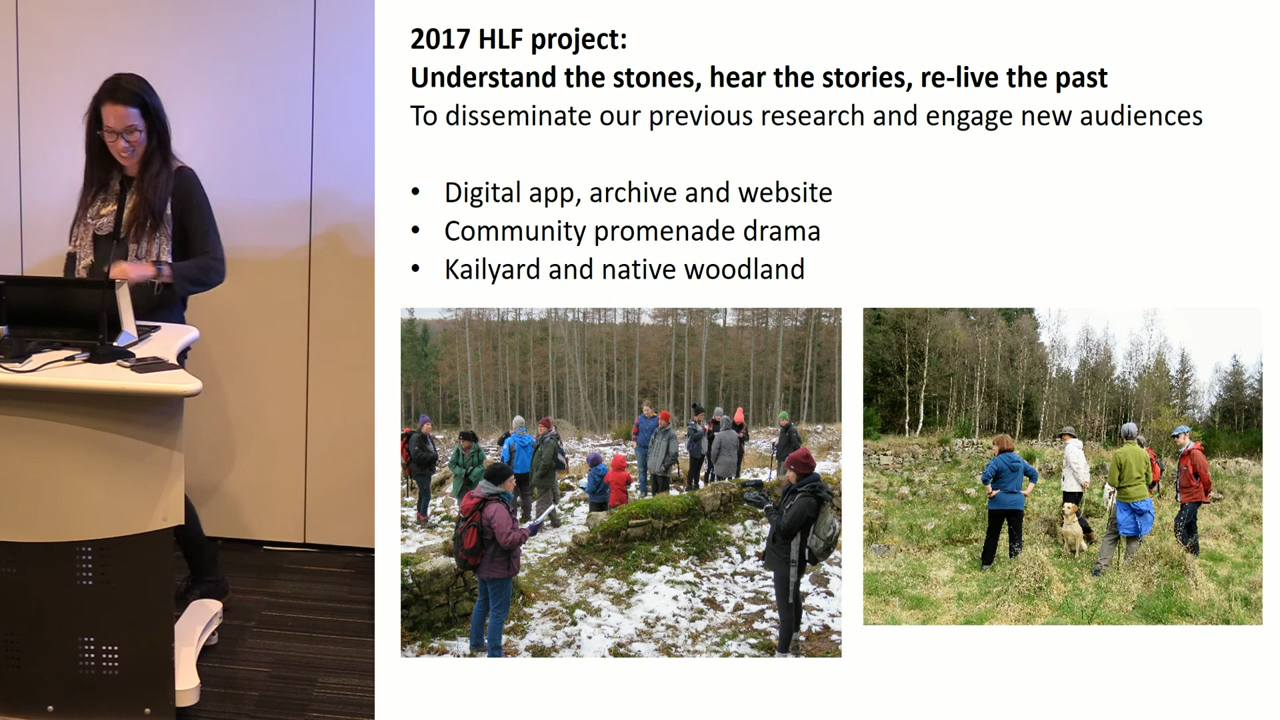 2017 HLF project:
Understand the stones, hear the stories, re-live the past
To disseminate our previous research and engage new audiences
• Digital app, archive and website
• Community promenade drama
• Kailyard and native woodland